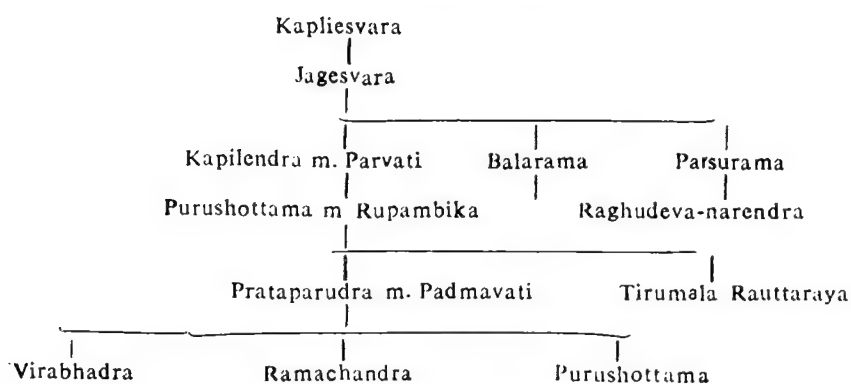 Kapliesvara
Jagesvara
Kapilendra m. Parvati Balarama Parsurama
Purushottama m Rupambika Raghudeva-narendra
Prataparudra m. Padmavati Tirumala Rauttaraya
Virabhadra Ramachandra Purushottama